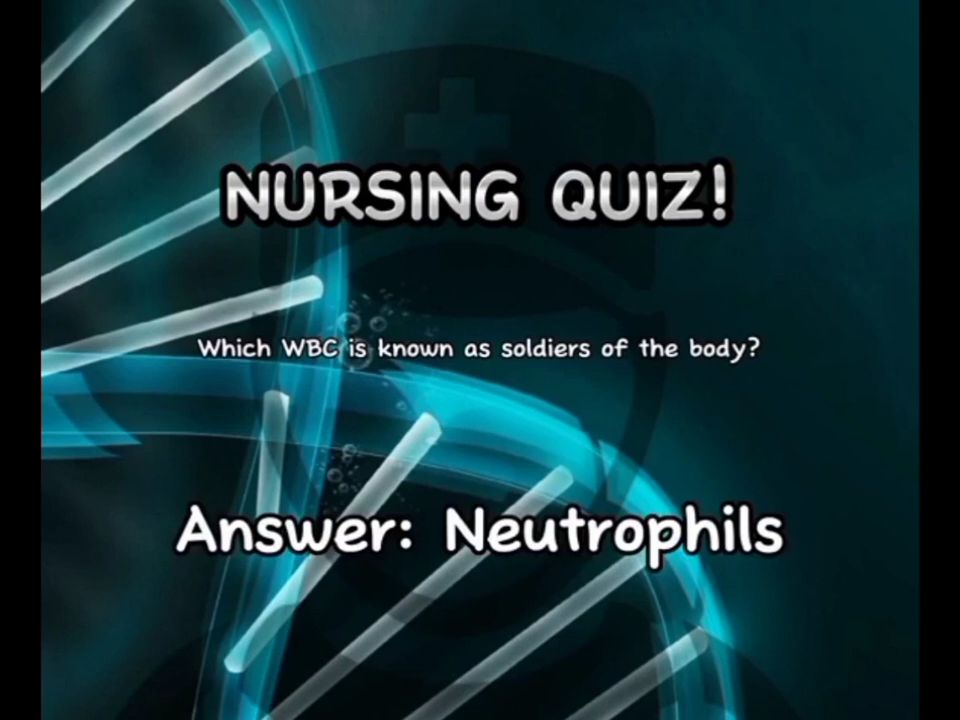 NURSING QUIZ!
Which WBC is known as soldiers of the body?
Answer: Neutrophils